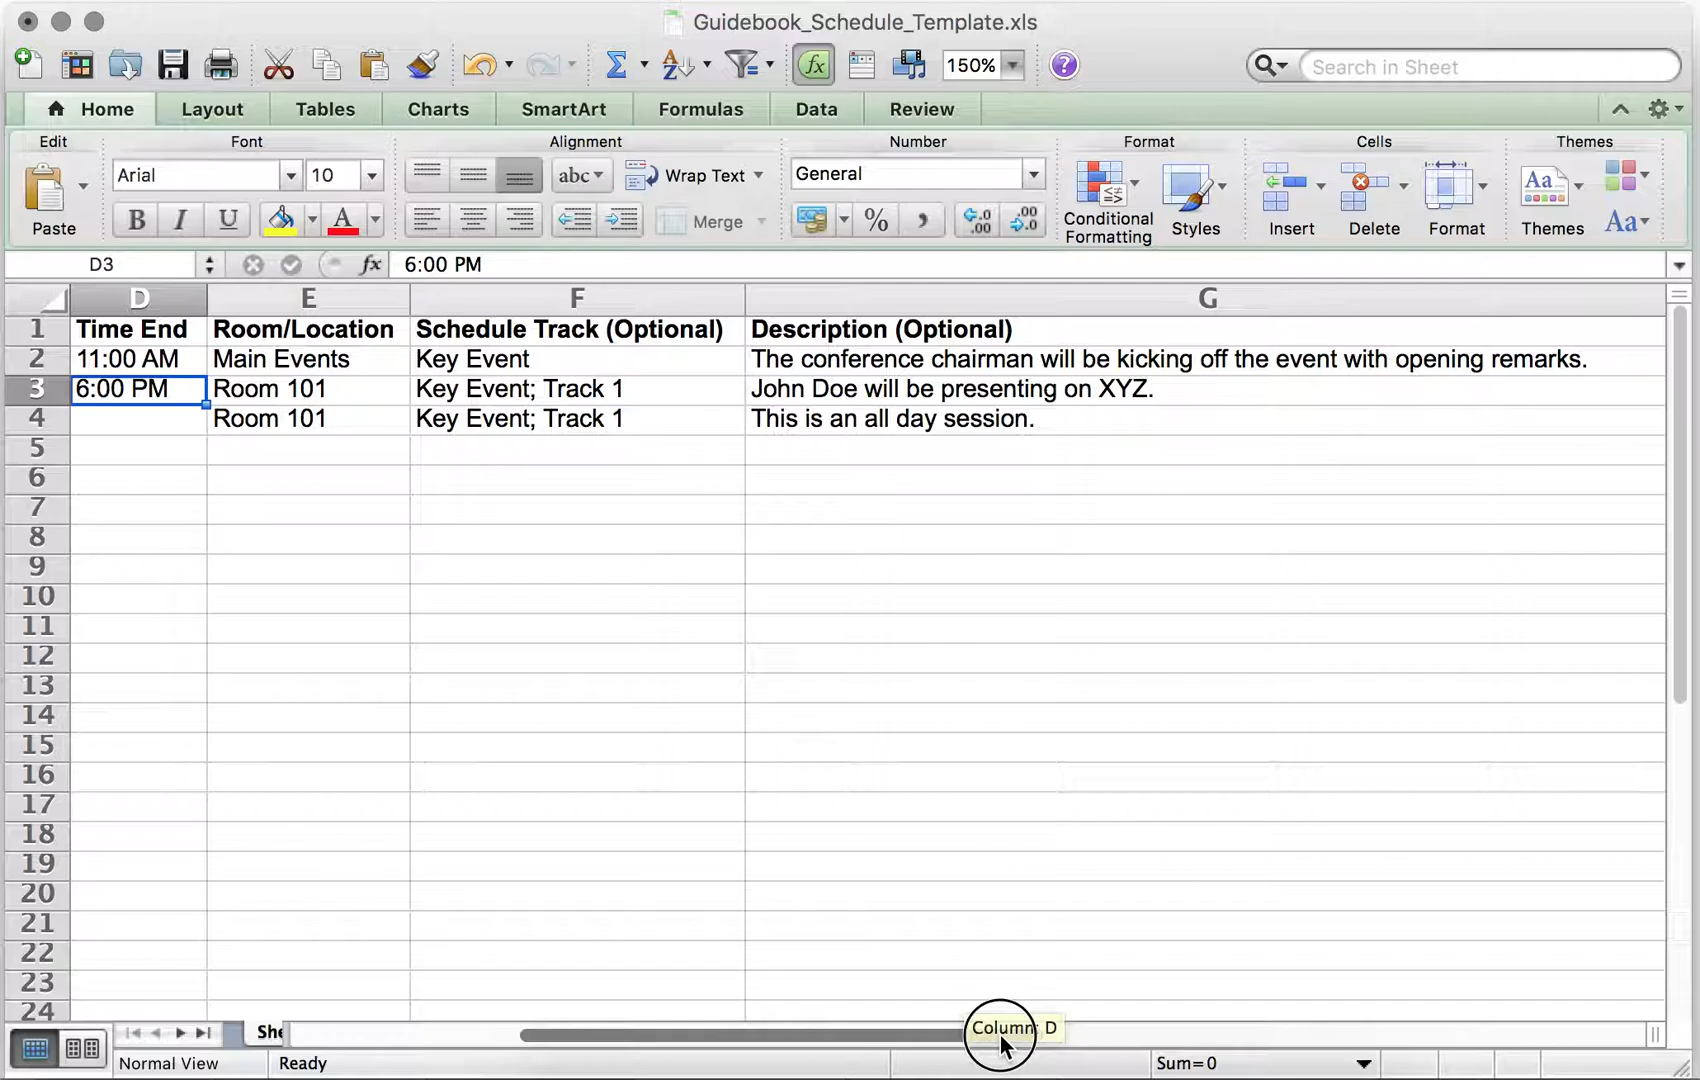 Guidebook_Schedule_Template.xls
fx 150% ? Search in Sheet
Home Layout Tables Charts SmartArt Formulas Data Review
Edit Font Alignment Number Format Cells Themes
Arial 10 abc Wrap Text General
Paste B I U A Merge % , Conditional Formatting Styles Insert Delete Format Themes Aa
D3 fx 6:00 PM
D E F G
1 Time End Room/Location Schedule Track (Optional) Description (Optional)
2 11:00 AM Main Events Key Event The conference chairman will be kicking off the event with opening remarks.
3 6:00 PM Room 101 Key Event; Track 1 John Doe will be presenting on XYZ.
4 Room 101 Key Event; Track 1 This is an all day session.
5
6
7
8
9
10
11
12
13
14
15
16
17
18
19
20
21
22
23
24
She Column: D
Normal View Ready Sum=0